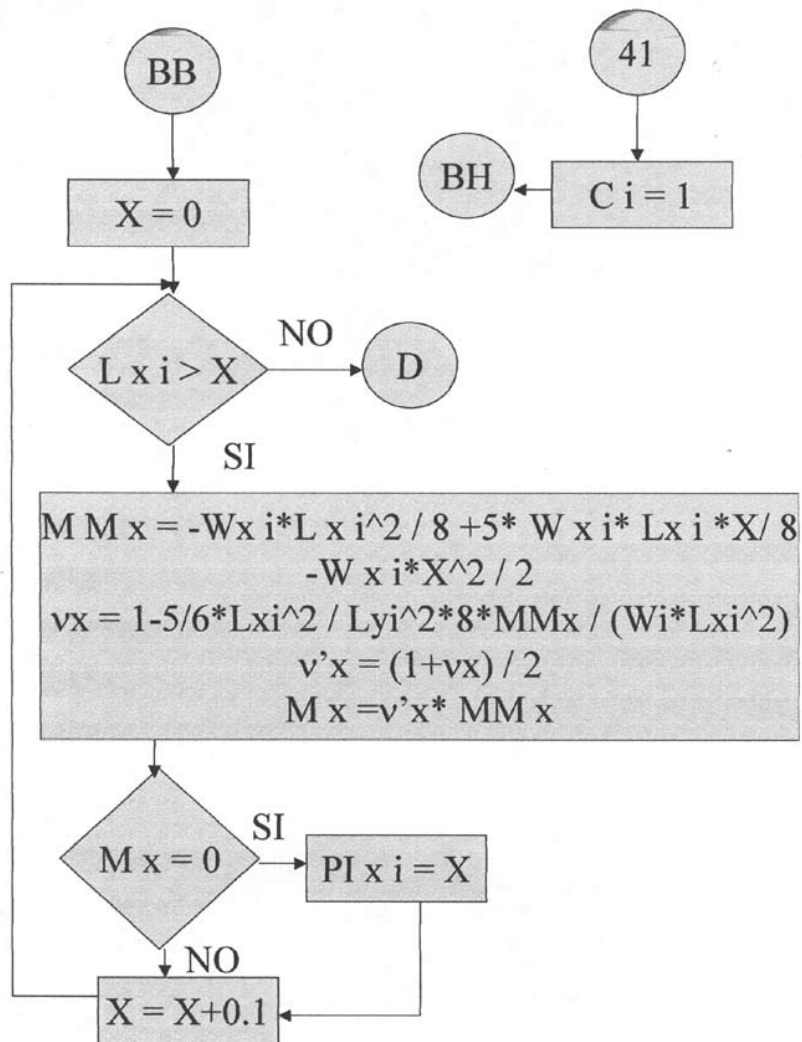 BB
X = 0
L x i > X
NO
D
SI
M M x = -Wx i*L x i^2 / 8 +5* W x i* Lx i *X/ 8
-W x i*X^2 / 2
νx = 1-5/6*Lxi^2 / Lyi^2*8*MMx / (Wi*Lxi^2)
ν’x = (1+νx) / 2
M x =ν’x* MM x
M x = 0
SI
PI x i = X
NO
X = X+0.1
41
C i = 1
BH